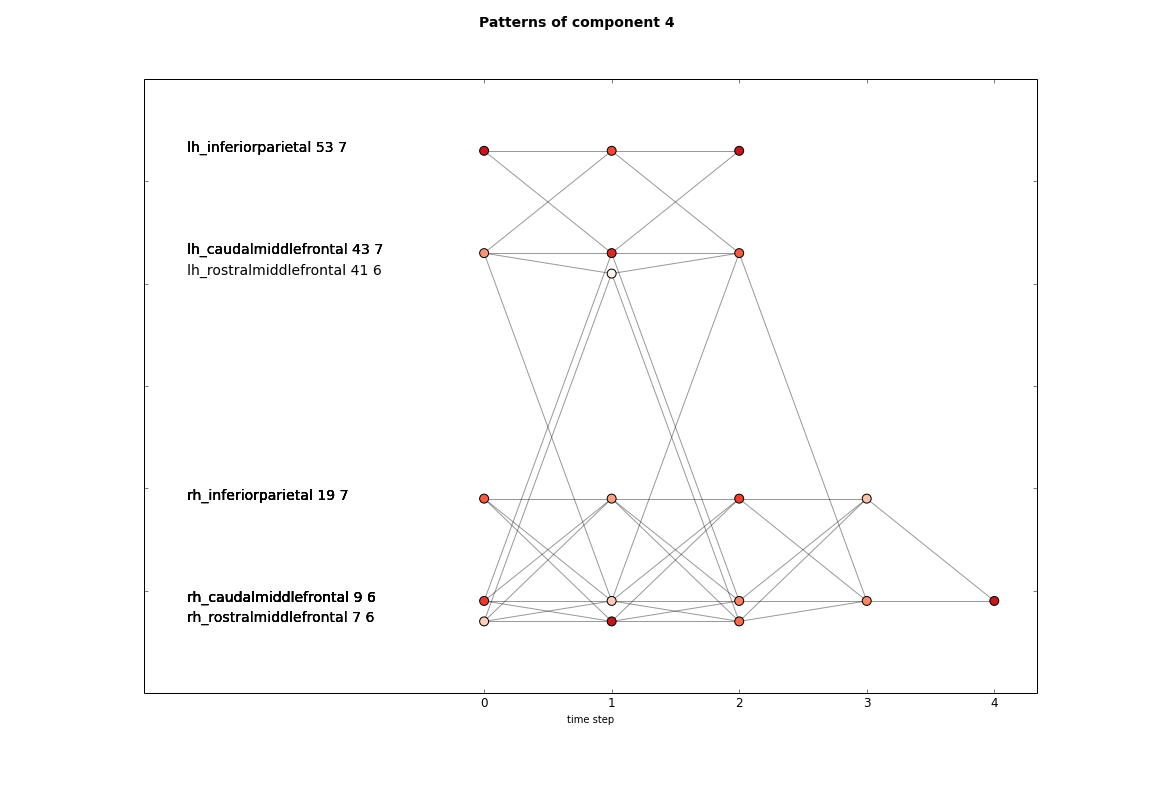 Patterns of component 4
lh_inferiorparietal 53 7
lh_caudalmiddlefrontal 43 7
lh_rostralmiddlefrontal 41 6
rh_inferiorparietal 19 7
rh_caudalmiddlefrontal 9 6
rh_rostralmiddlefrontal 7 6
0 1 2 3 4
time step